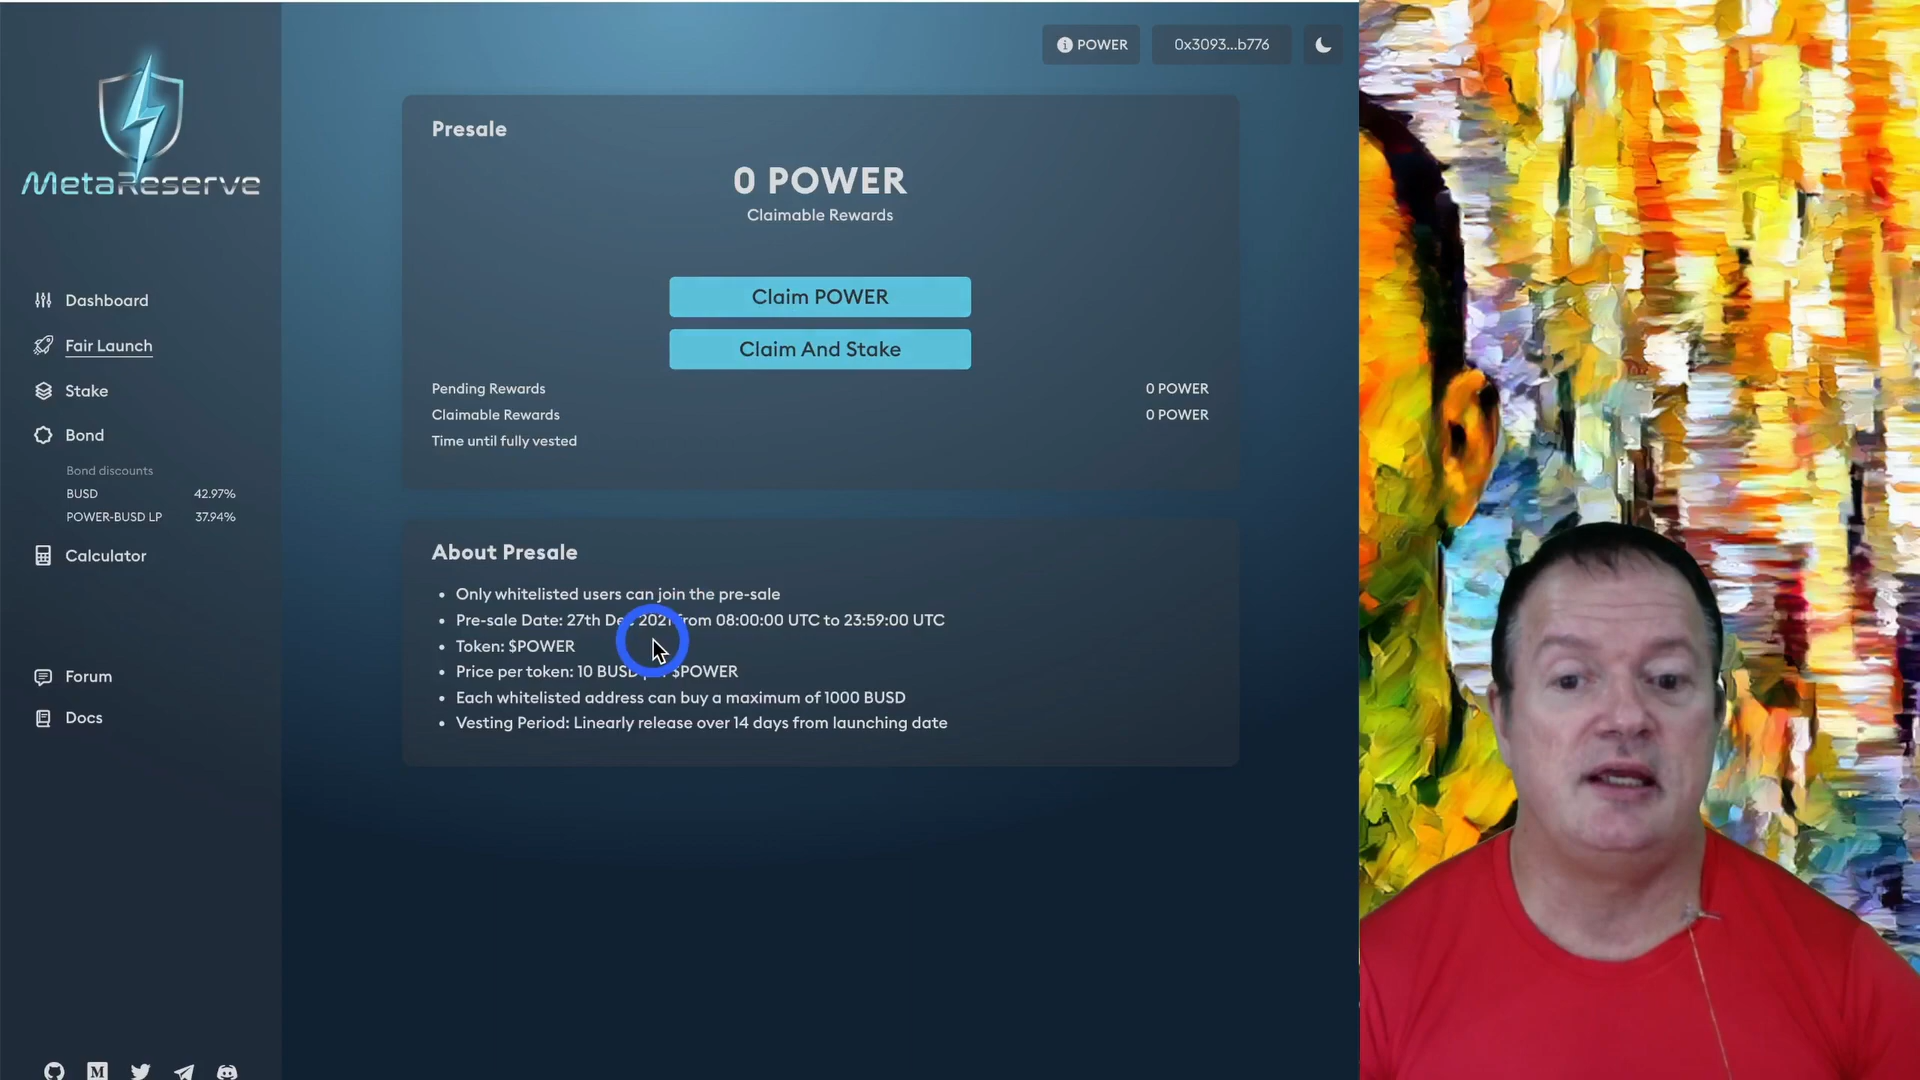 MetaReserve
Dashboard
Fair Launch
Stake
Bond
Bond discounts
BUSD 42.97%
POWER-BUSD LP 37.94%
Calculator
Forum
Docs
M
POWER 0x3093...b776
Presale
0 POWER
Claimable Rewards
Claim POWER
Claim And Stake
Pending Rewards 0 POWER
Claimable Rewards 0 POWER
Time until fully vested
About Presale
Only whitelisted users can join the pre-sale
Pre-sale Date: 27th Dec 2021 from 08:00:00 UTC to 23:59:00 UTC
Token: $POWER
Price per token: 10 BUSD per $POWER
Each whitelisted address can buy a maximum of 1000 BUSD
Vesting Period: Linearly release over 14 days from launching date